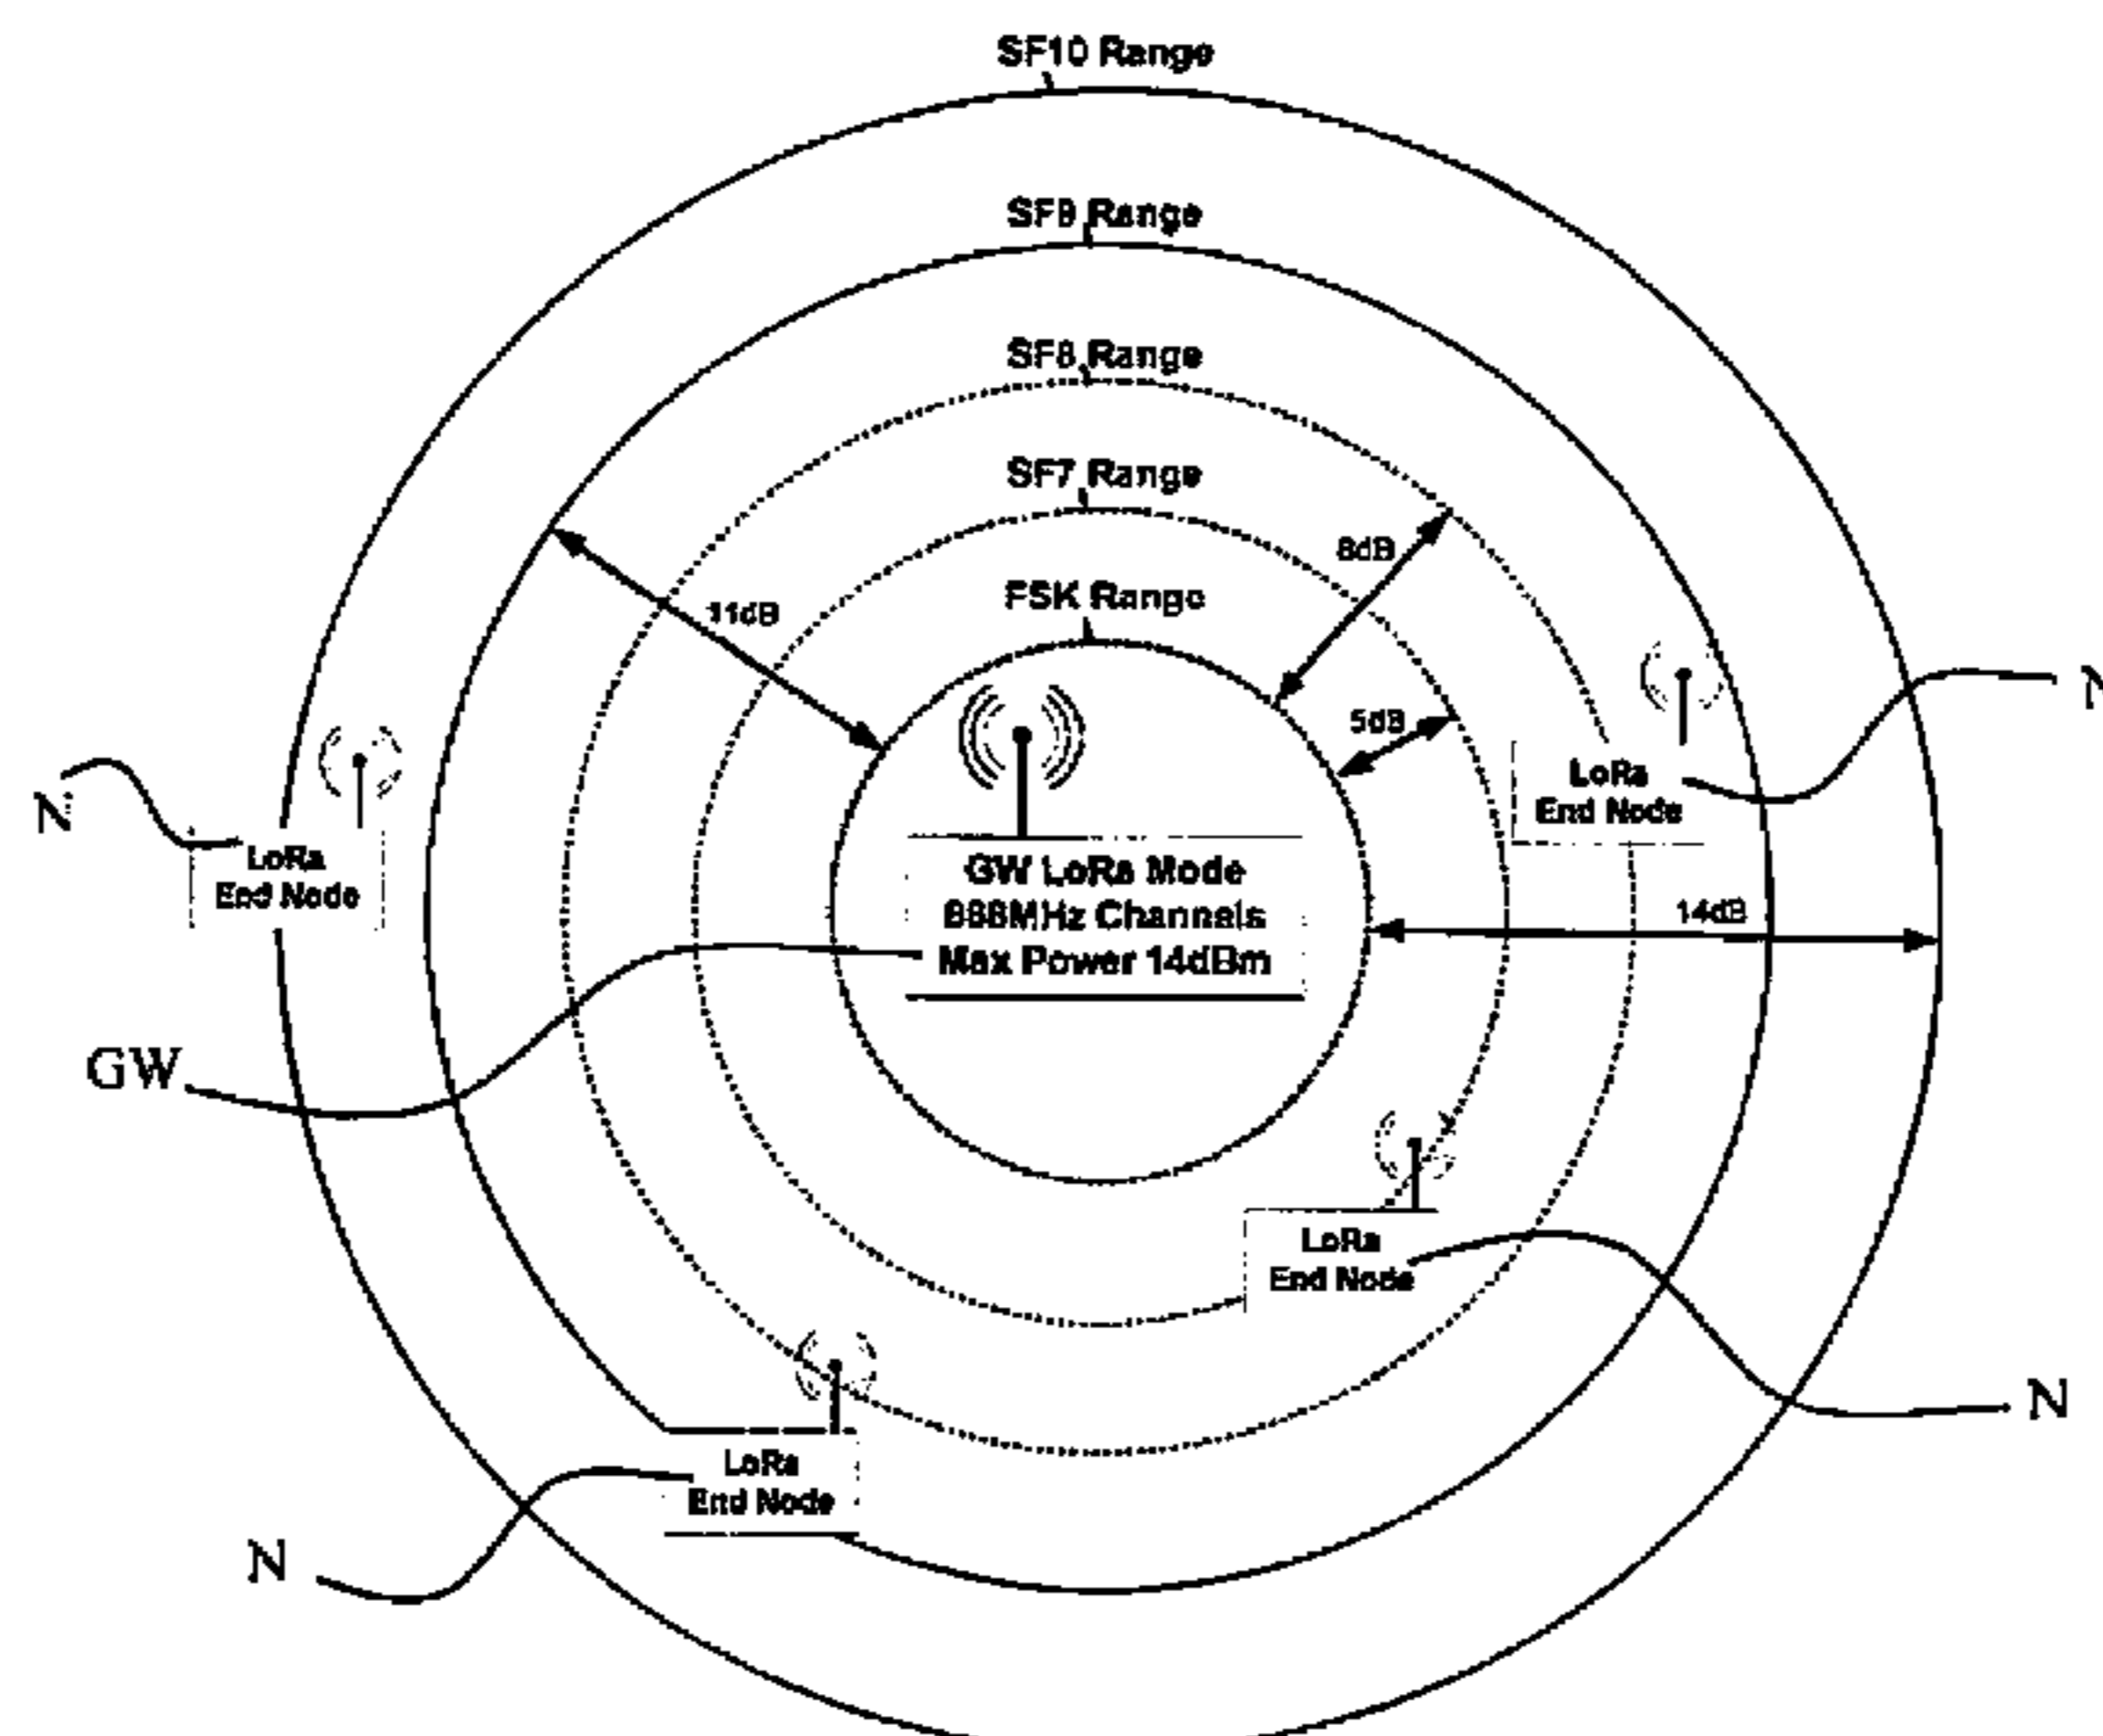 SF10 Range
SF9 Range
SF8 Range
SF7 Range
8dB
11dB
FSK Range
5dB
N
N
LoRa
End Node
LoRa
End Node
GW LoRa Mode
868MHz Channels
Max Power 14dBm
14dB
GW
LoRa
End Node
N
LoRa
End Node
N